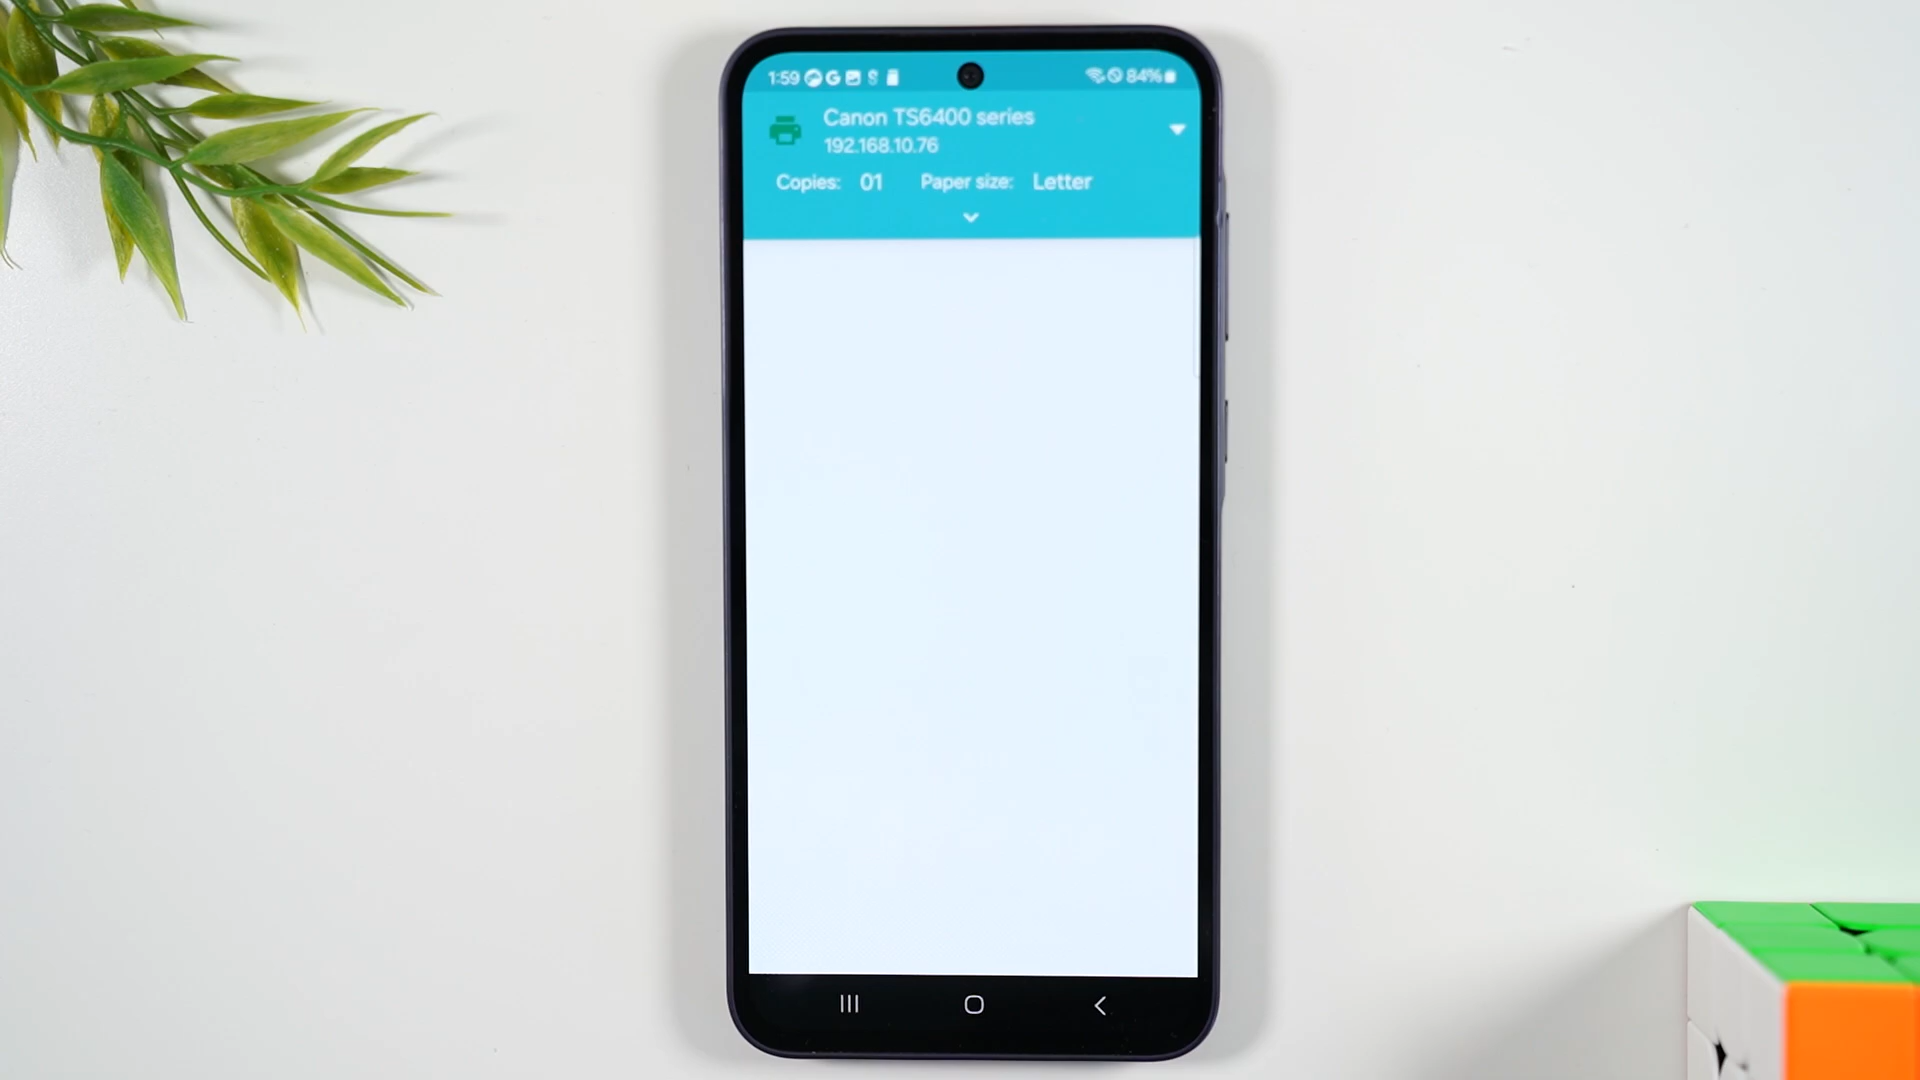 1:59 G 84%
Canon TS6400 series
192.168.10.76
Copies: 01 Paper size: Letter